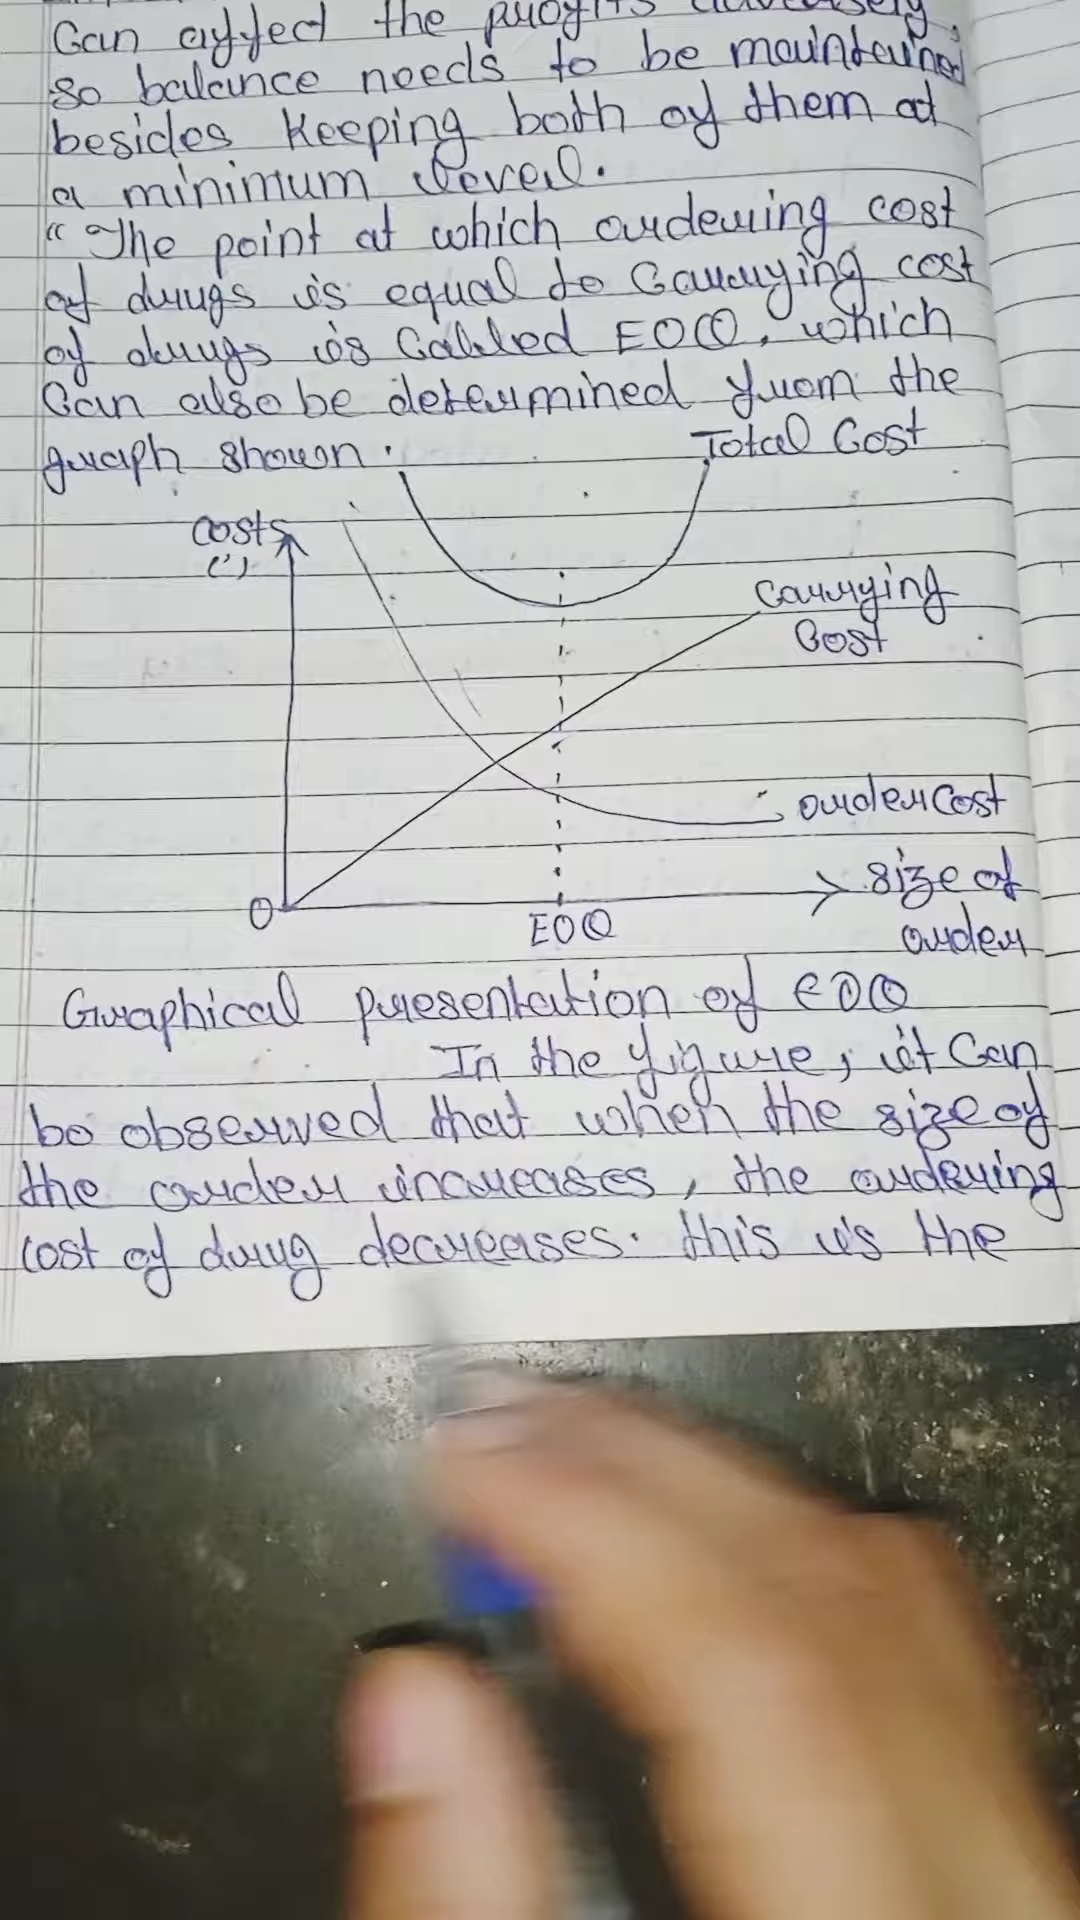 Can affect the profits adversely,
so balance needs to be maintained
besides Keeping both of them at
a minimum level.
"The point at which ordering cost
of drugs is equal to Carrying cost
of drugs is Called EOQ, which
Can also be determined from the
graph shown.
Total Cost
Costs
(')
Carrying
Cost
order Cost
size of
order
O
EOQ
Graphical presentation of EOQ
In the figure, it Can
be observed that when the size of
the order increases, the ordering
cost of drug decreases. this is the